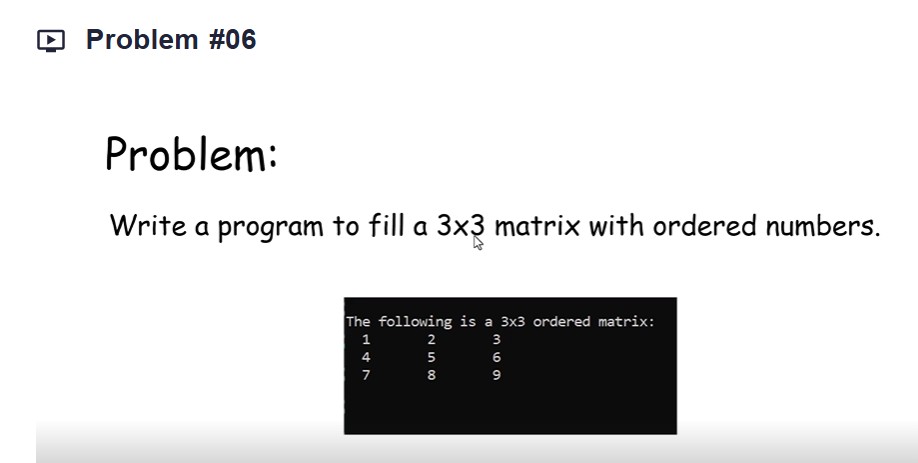 Problem #06
Problem:
Write a program to fill a 3x3 matrix with ordered numbers.
The following is a 3x3 ordered matrix:
1 2 3
4 5 6
7 8 9